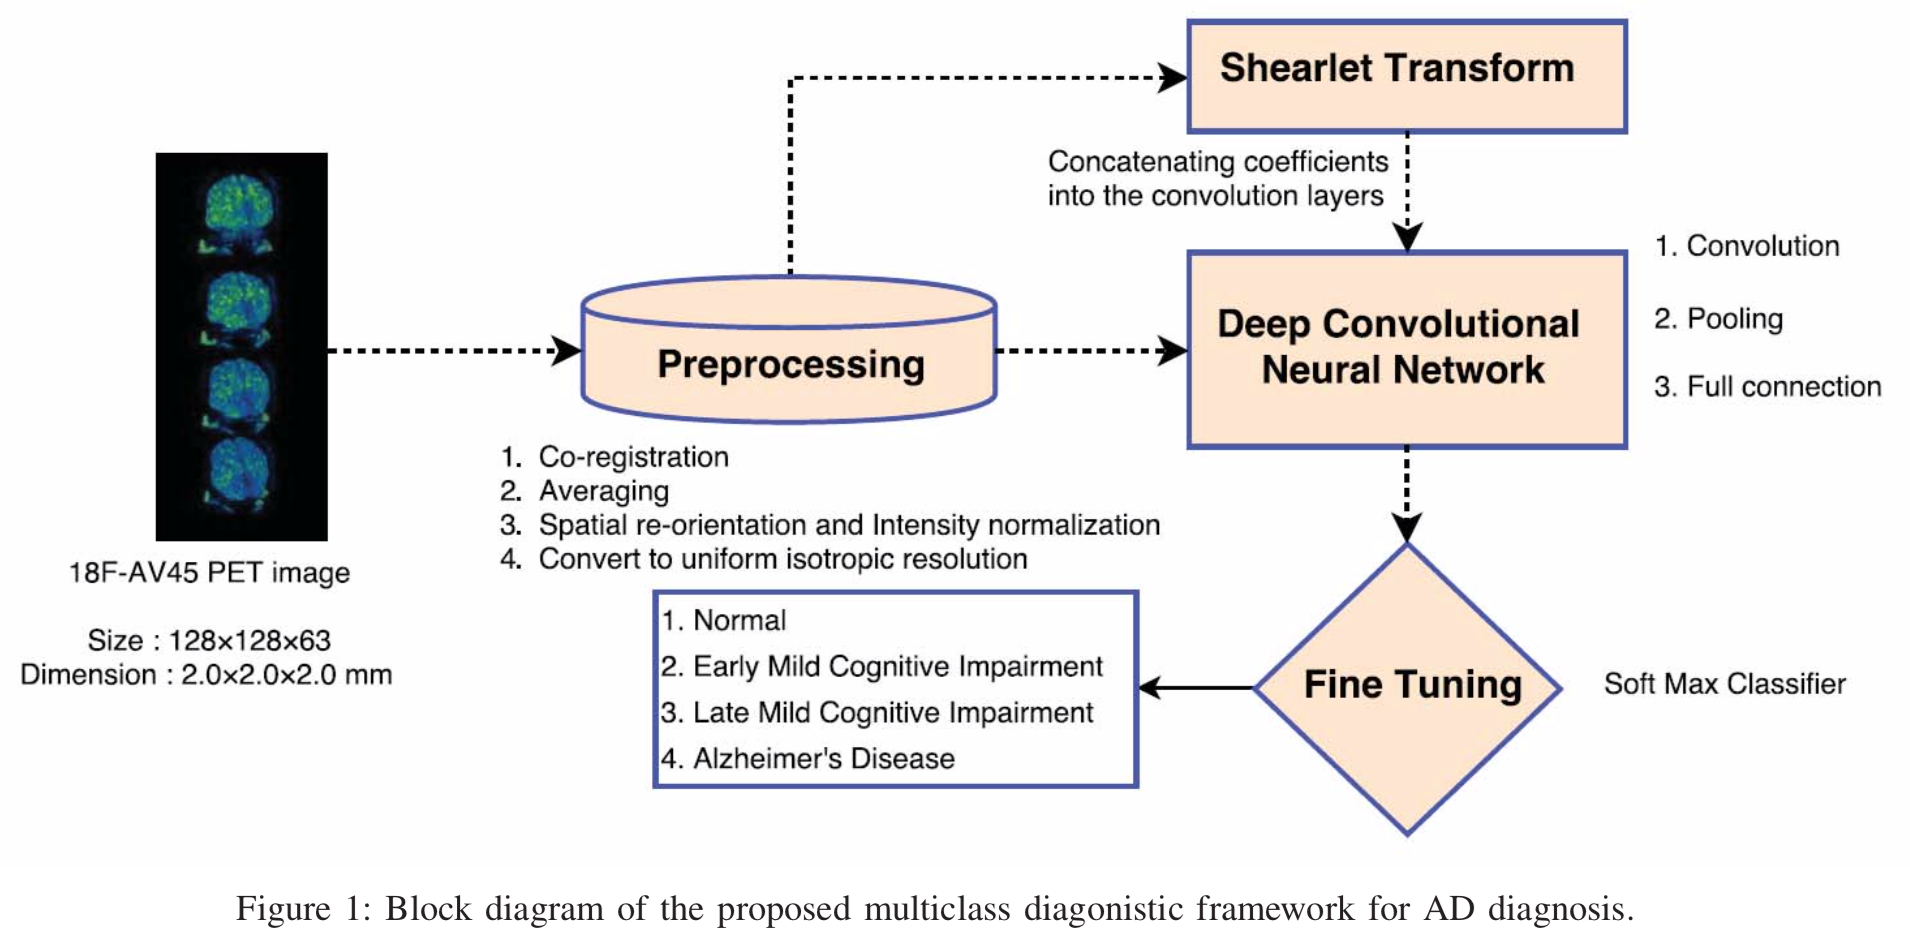 Shearlet Transform
Concatenating coefficients
into the convolution layers
1. Convolution
Deep Convolutional
Neural Network
2. Pooling
3. Full connection
Preprocessing
1. Co-registration
2. Averaging
3. Spatial re-orientation and Intensity normalization
4. Convert to uniform isotropic resolution
18F-AV45 PET image
Size : 128×128×63
Dimension : 2.0×2.0×2.0 mm
1. Normal
2. Early Mild Cognitive Impairment
3. Late Mild Cognitive Impairment
4. Alzheimer's Disease
Fine Tuning
Soft Max Classifier
Figure 1: Block diagram of the proposed multiclass diagonistic framework for AD diagnosis.